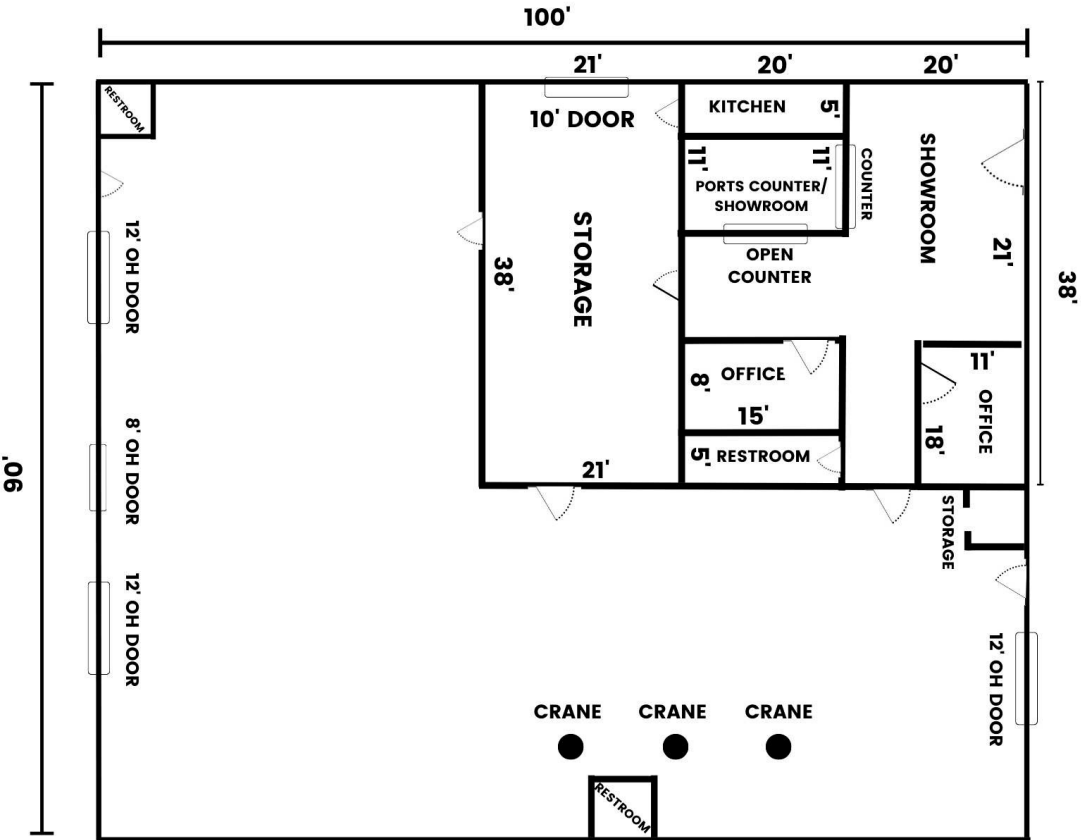 100'
21'
20'
20'
RESTROOM
10' DOOR
KITCHEN
5'
11'
11'
PORTS COUNTER/
SHOWROOM
COUNTER
SHOWROOM
12' OH DOOR
STORAGE
38'
OPEN
COUNTER
21'
38'
8'
OFFICE
15'
11'
OFFICE
18'
8' OH DOOR
90'
21'
5'
RESTROOM
STORAGE
12' OH DOOR
12' OH DOOR
CRANE
CRANE
CRANE
RESTROOM